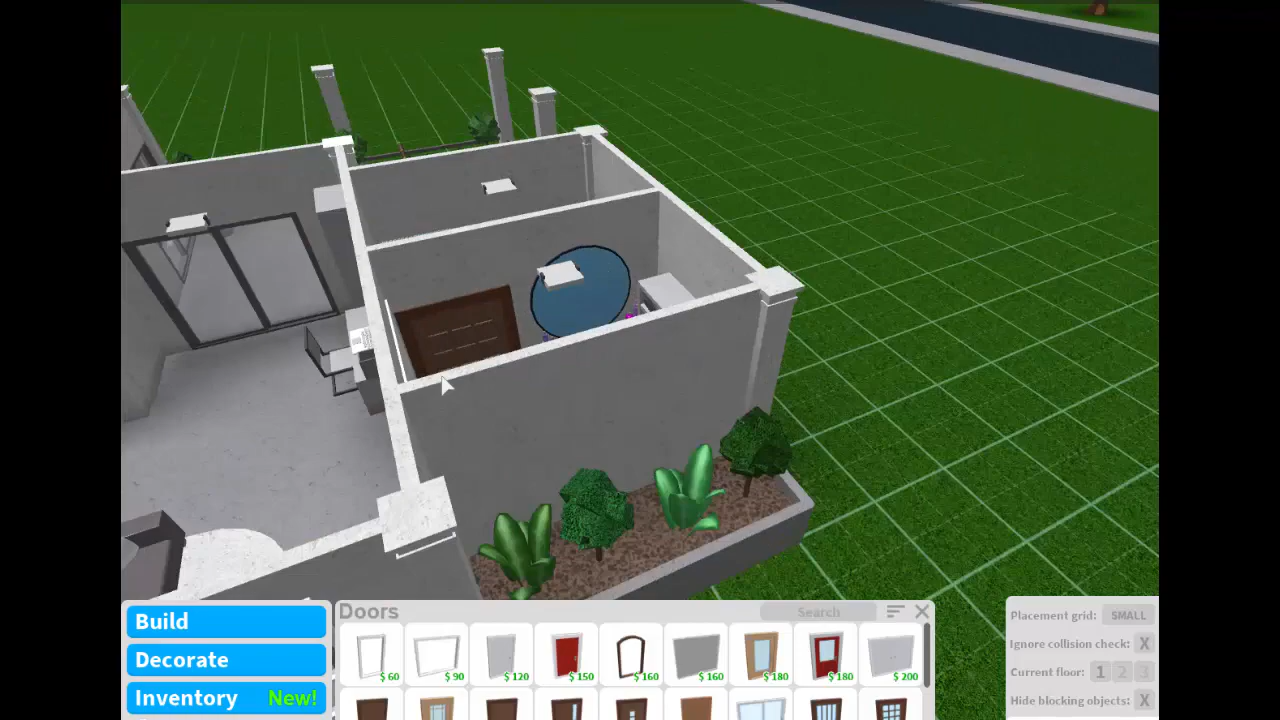 Build
Decorate
Inventory New!
Doors
Search
$ 60
$ 90
$ 120
$ 150
$ 160
$ 160
$ 180
$ 180
$ 200
Placement grid: SMALL
Ignore collision check: X
Current floor: 1 2 3
Hide blocking objects: X